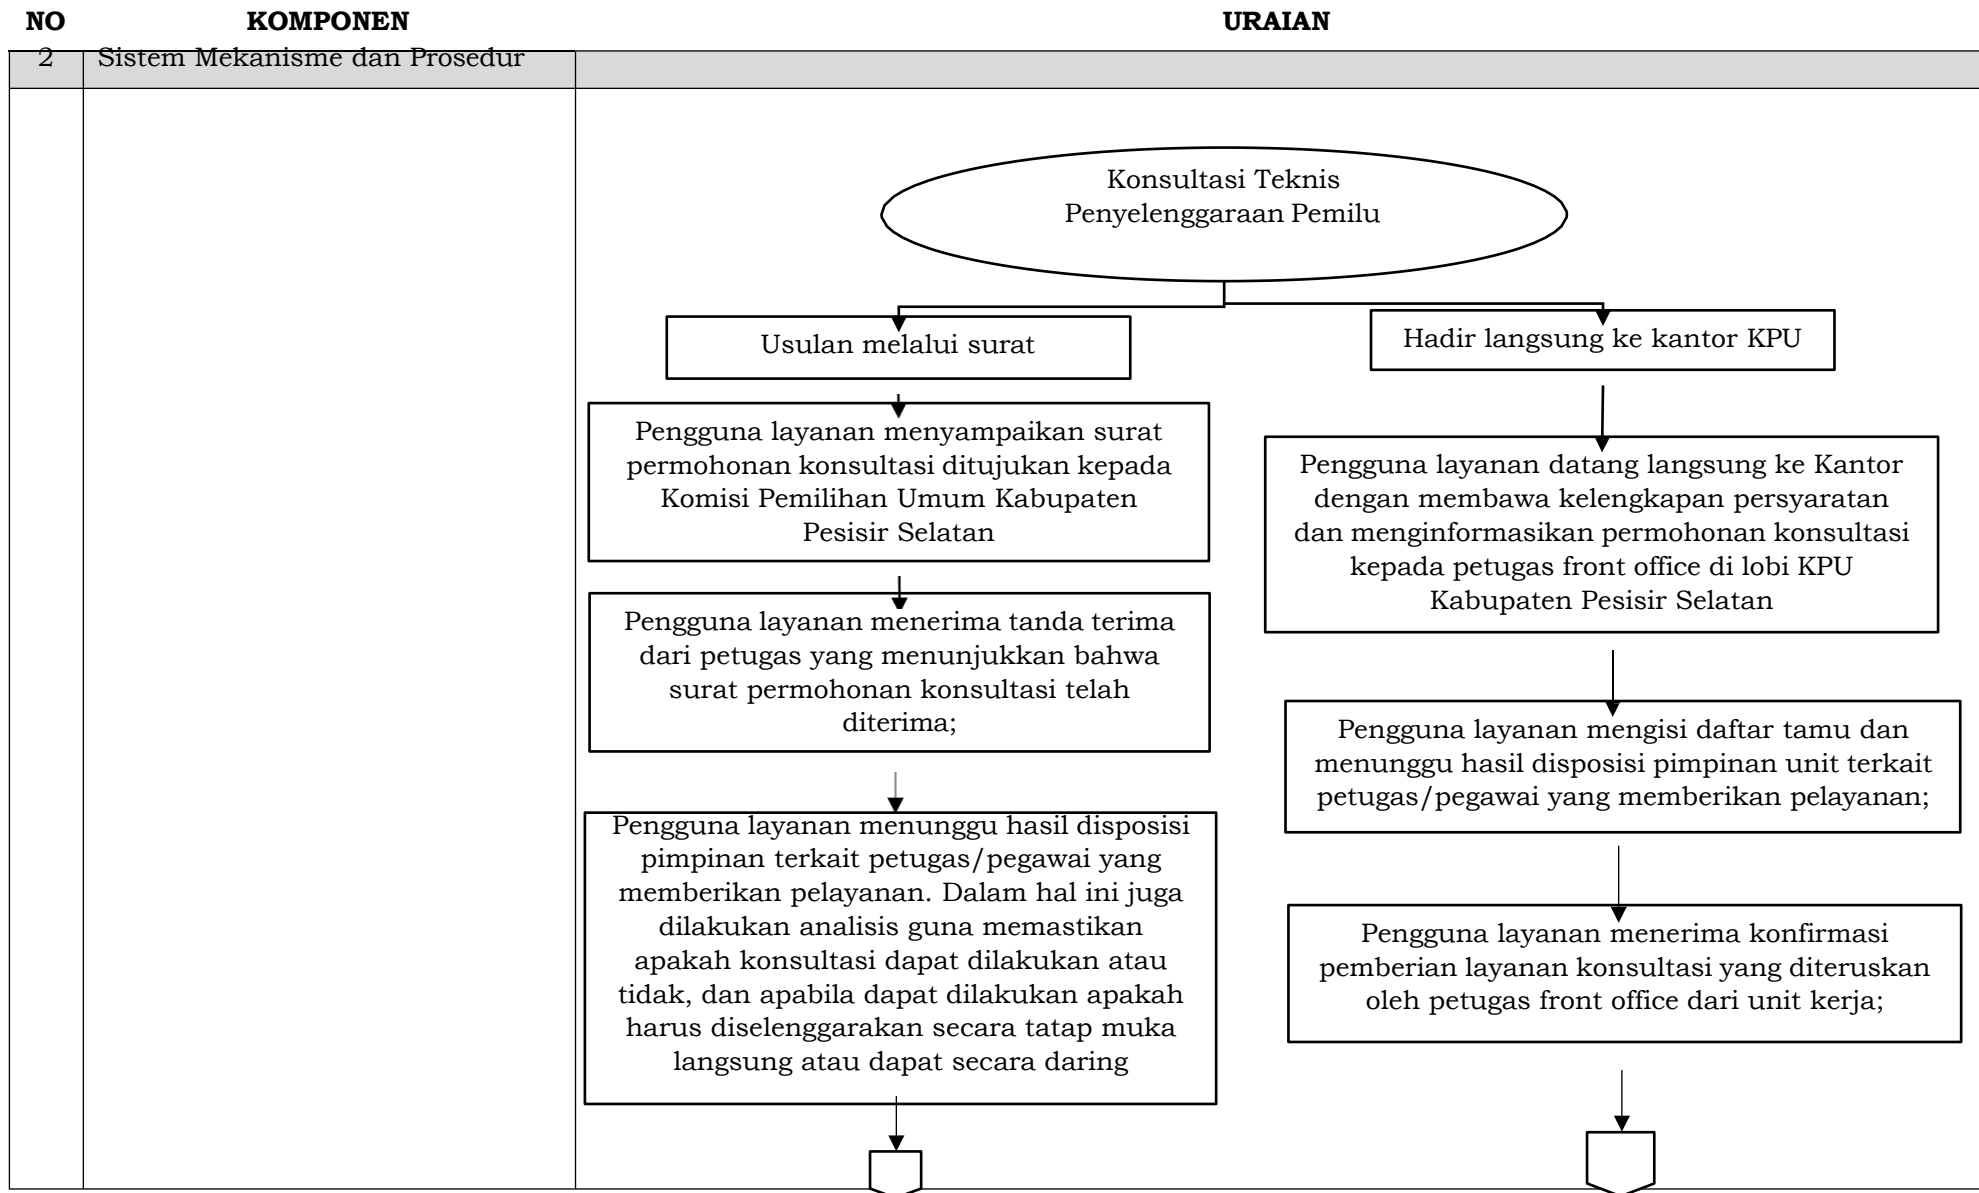 NO KOMPONEN URAIAN
2 Sistem Mekanisme dan Prosedur
Konsultasi Teknis
Penyelenggaraan Pemilu
Usulan melalui surat
Pengguna layanan menyampaikan surat
permohonan konsultasi ditujukan kepada
Komisi Pemilihan Umum Kabupaten
Pesisir Selatan
Pengguna layanan menerima tanda terima
dari petugas yang menunjukkan bahwa
surat permohonan konsultasi telah
diterima;
Pengguna layanan menunggu hasil disposisi
pimpinan terkait petugas/pegawai yang
memberikan pelayanan. Dalam hal ini juga
dilakukan analisis guna memastikan
apakah konsultasi dapat dilakukan atau
tidak, dan apabila dapat dilakukan apakah
harus diselenggarakan secara tatap muka
langsung atau dapat secara daring
Hadir langsung ke kantor KPU
Pengguna layanan datang langsung ke Kantor
dengan membawa kelengkapan persyaratan
dan menginformasikan permohonan konsultasi
kepada petugas front office di lobi KPU
Kabupaten Pesisir Selatan
Pengguna layanan mengisi daftar tamu dan
menunggu hasil disposisi pimpinan unit terkait
petugas/pegawai yang memberikan pelayanan;
Pengguna layanan menerima konfirmasi
pemberian layanan konsultasi yang diteruskan
oleh petugas front office dari unit kerja;